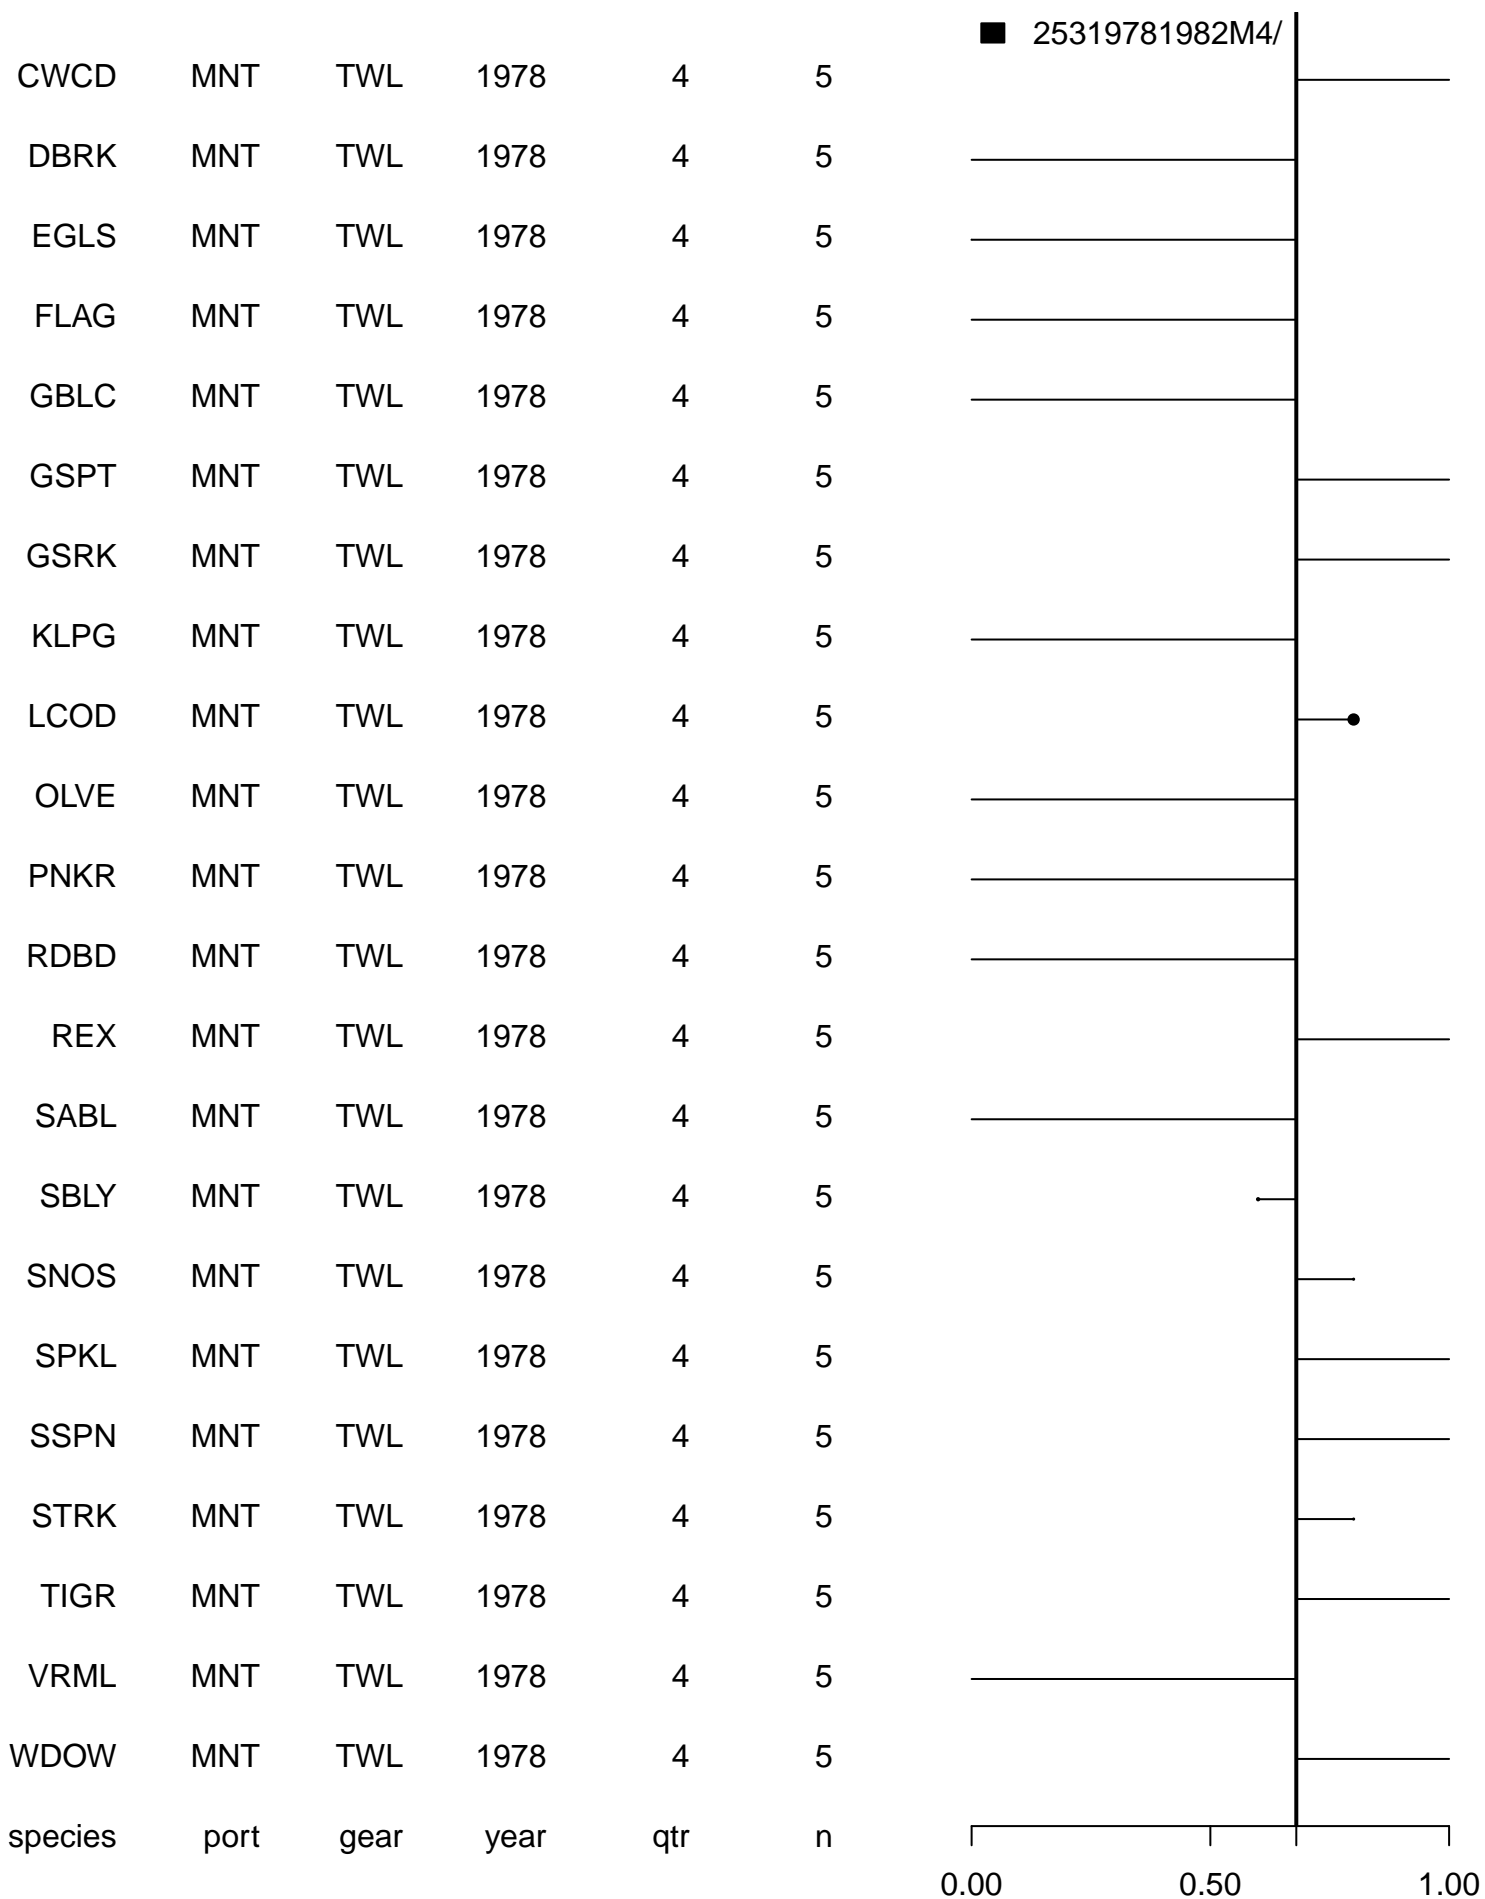 25319781982M4/
CWCD MNT TWL 1978 4 5
DBRK MNT TWL 1978 4 5
EGLS MNT TWL 1978 4 5
FLAG MNT TWL 1978 4 5
GBLC MNT TWL 1978 4 5
GSPT MNT TWL 1978 4 5
GSRK MNT TWL 1978 4 5
KLPG MNT TWL 1978 4 5
LCOD MNT TWL 1978 4 5
OLVE MNT TWL 1978 4 5
PNKR MNT TWL 1978 4 5
RDBD MNT TWL 1978 4 5
REX MNT TWL 1978 4 5
SABL MNT TWL 1978 4 5
SBLY MNT TWL 1978 4 5
SNOS MNT TWL 1978 4 5
SPKL MNT TWL 1978 4 5
SSPN MNT TWL 1978 4 5
STRK MNT TWL 1978 4 5
TIGR MNT TWL 1978 4 5
VRML MNT TWL 1978 4 5
WDOW MNT TWL 1978 4 5
species port gear year qtr n
0.00 0.50 1.00